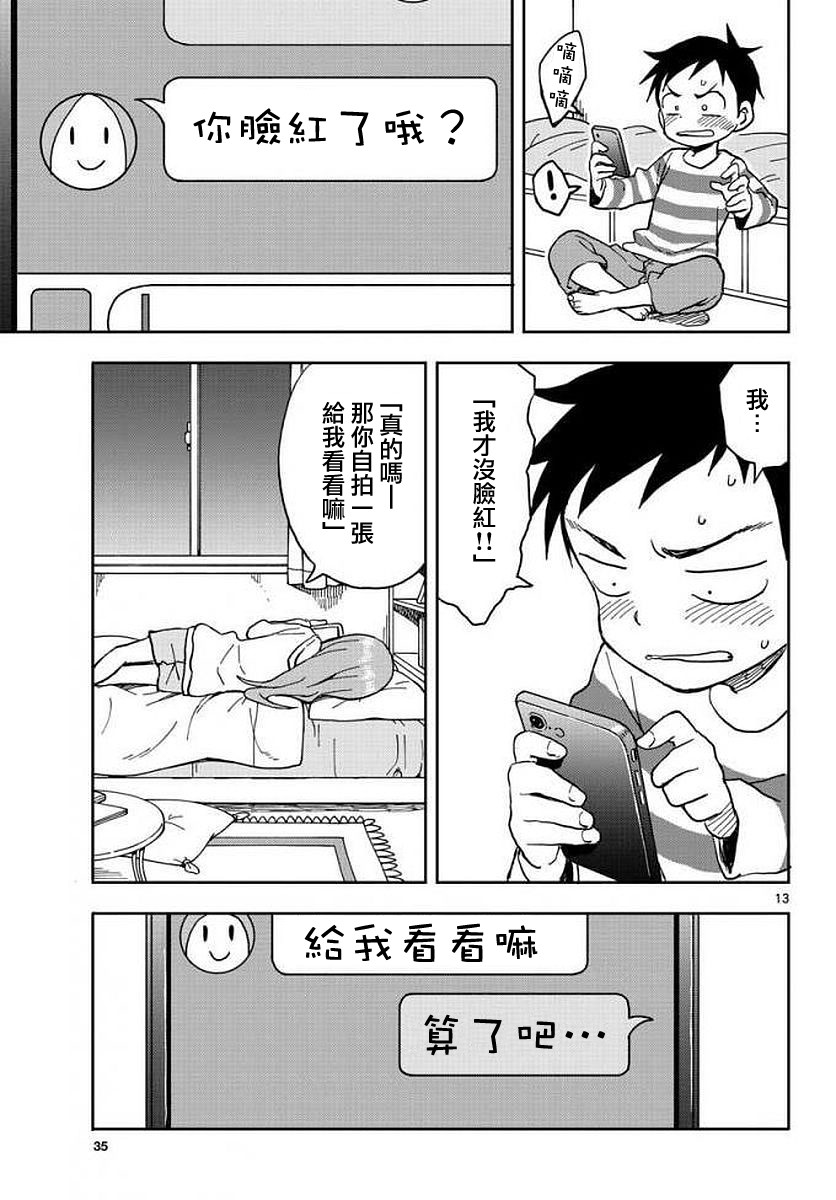 嘀
嘀
嘀
！
你臉紅了哦？
我…
「我才沒臉紅!!」
「真的嗎ー
那你自拍一張
給我看看嘛」
13
給我看看嘛
算了吧…
35